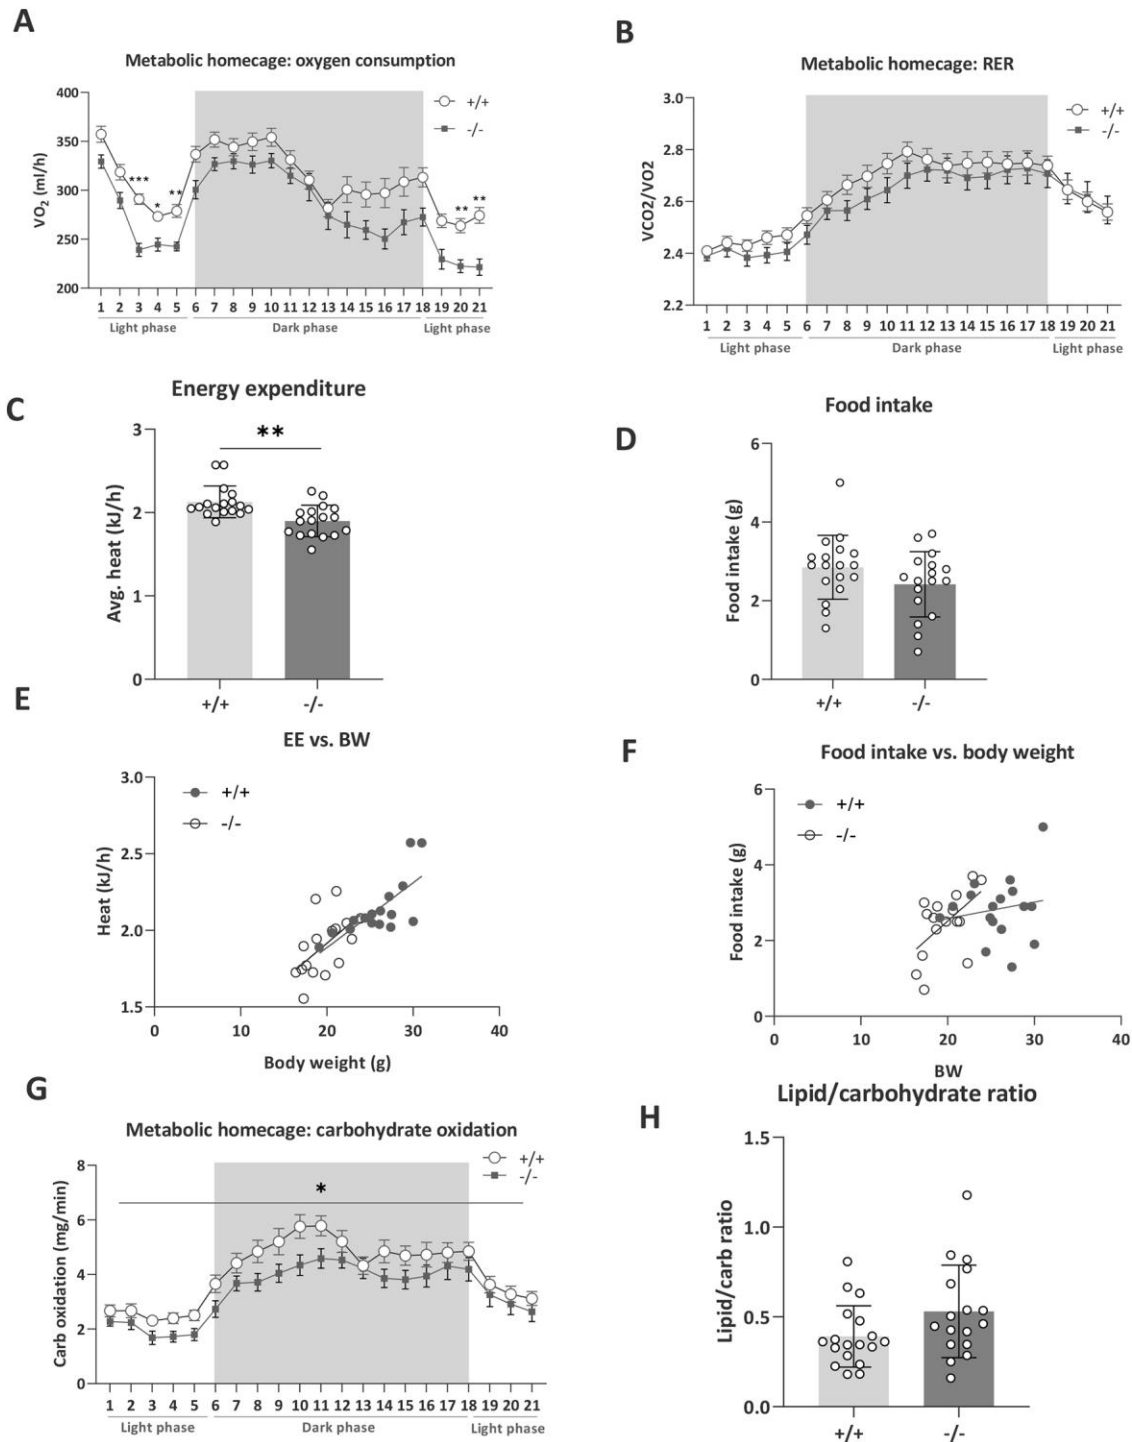 A
Metabolic homecage: oxygen consumption
400
350
300
250
200
VO2 (ml/h)
+/+
-/-
***
*
**
**
**
1 2 3 4 5 6 7 8 9 10 11 12 13 14 15 16 17 18 19 20 21
Light phase Dark phase Light phase
B
Metabolic homecage: RER
3.0
2.8
2.6
2.4
2.2
VCO2/VO2
+/+
-/-
1 2 3 4 5 6 7 8 9 10 11 12 13 14 15 16 17 18 19 20 21
Light phase Dark phase Light phase
C
Energy expenditure
3
2
1
0
Avg. heat (kJ/h)
**
+/+ -/-
D
Food intake
6
4
2
0
Food intake (g)
+/+ -/-
E
EE vs. BW
3.0
2.5
2.0
1.5
Heat (kJ/h)
+/+
-/-
0 10 20 30 40
Body weight (g)
F
Food intake vs. body weight
6
4
2
0
Food intake (g)
+/+
-/-
0 10 20 30 40
BW
G
Metabolic homecage: carbohydrate oxidation
8
6
4
2
0
Carb oxidation (mg/min)
+/+
-/-
*
1 2 3 4 5 6 7 8 9 10 11 12 13 14 15 16 17 18 19 20 21
Light phase Dark phase Light phase
H
Lipid/carbohydrate ratio
1.5
1.0
0.5
0.0
Lipid/carb ratio
+/+ -/-